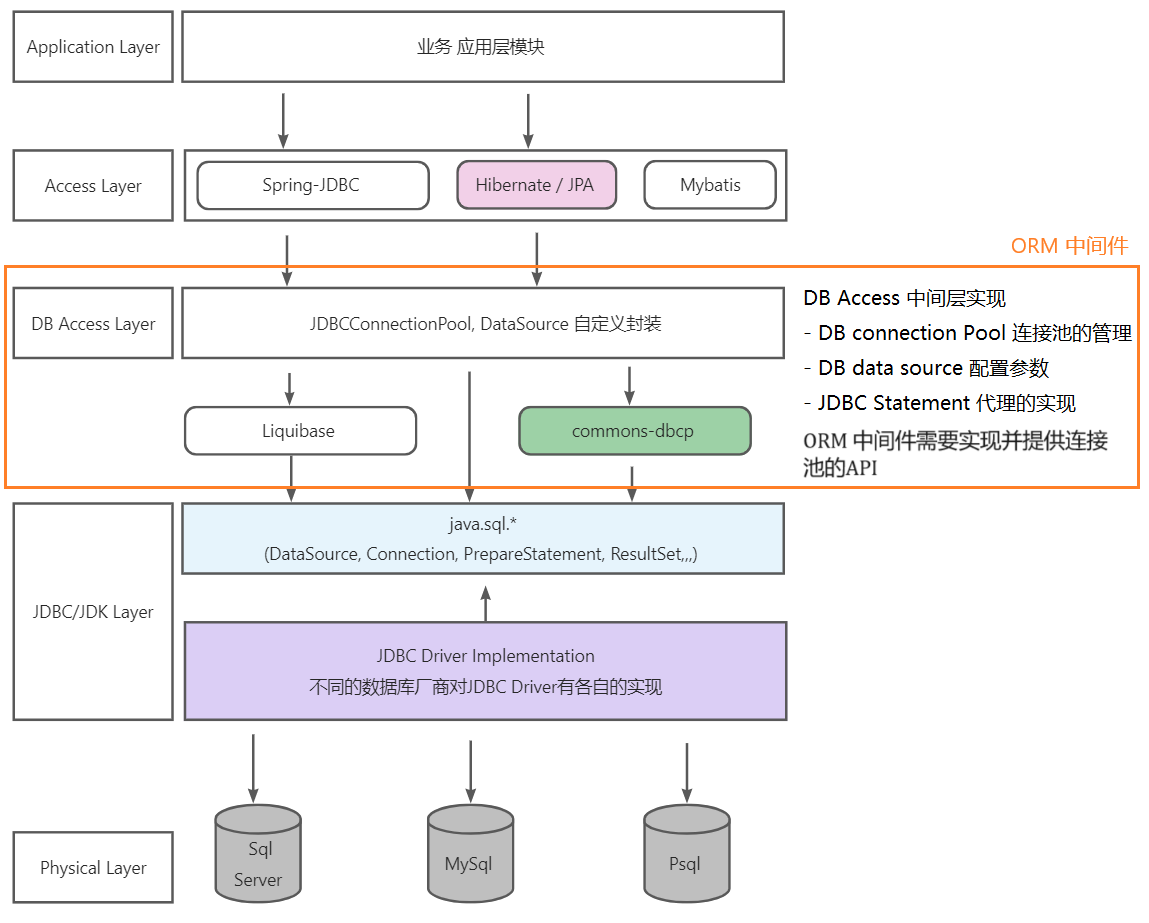 Application Layer
业务 应用层模块
Access Layer
Spring-JDBC
Hibernate / JPA
Mybatis
ORM 中间件
DB Access Layer
JDBCConnectionPool, DataSource 自定义封装
DB Access 中间层实现
- DB connection Pool 连接池的管理
- DB data source 配置参数
- JDBC Statement 代理的实现
ORM 中间件需要实现并提供连接
池的API
Liquibase
commons-dbcp
JDBC/JDK Layer
java.sql.*
(DataSource, Connection, PrepareStatement, ResultSet,,,)
JDBC Driver Implementation
不同的数据库厂商对JDBC Driver有各自的实现
Physical Layer
Sql
Server
MySql
Psql